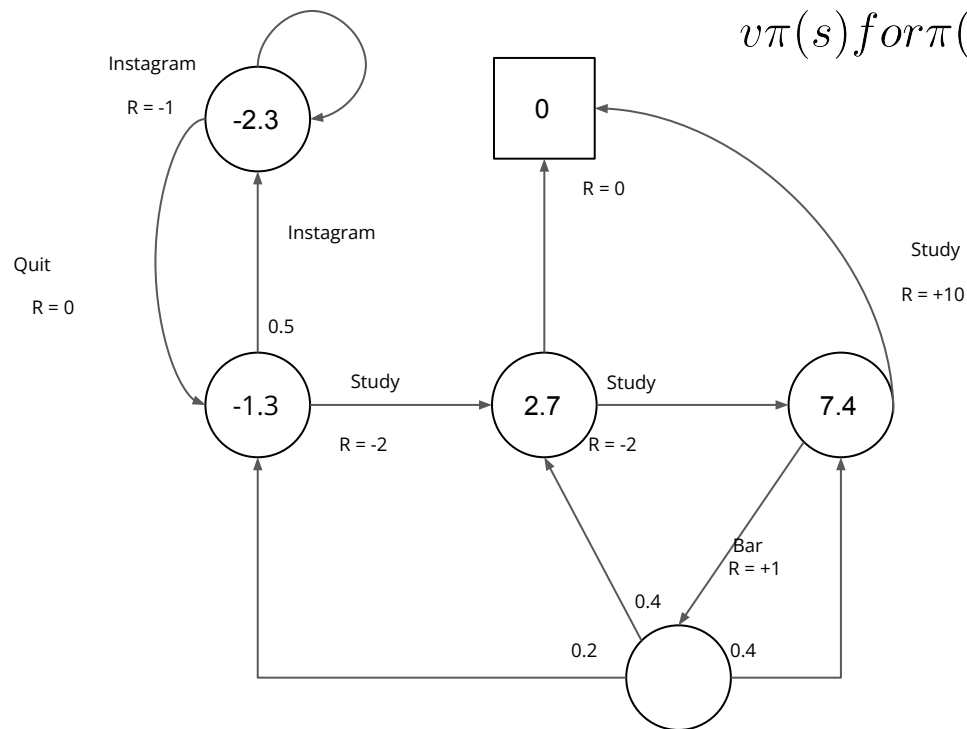 vπ(s)forπ(
Instagram
R = -1
-2.3
0
R = 0
Instagram
Study
R = +10
Quit
R = 0
0.5
-1.3
Study
R = -2
2.7
Study
R = -2
7.4
Bar
R = +1
0.4
0.2
0.4